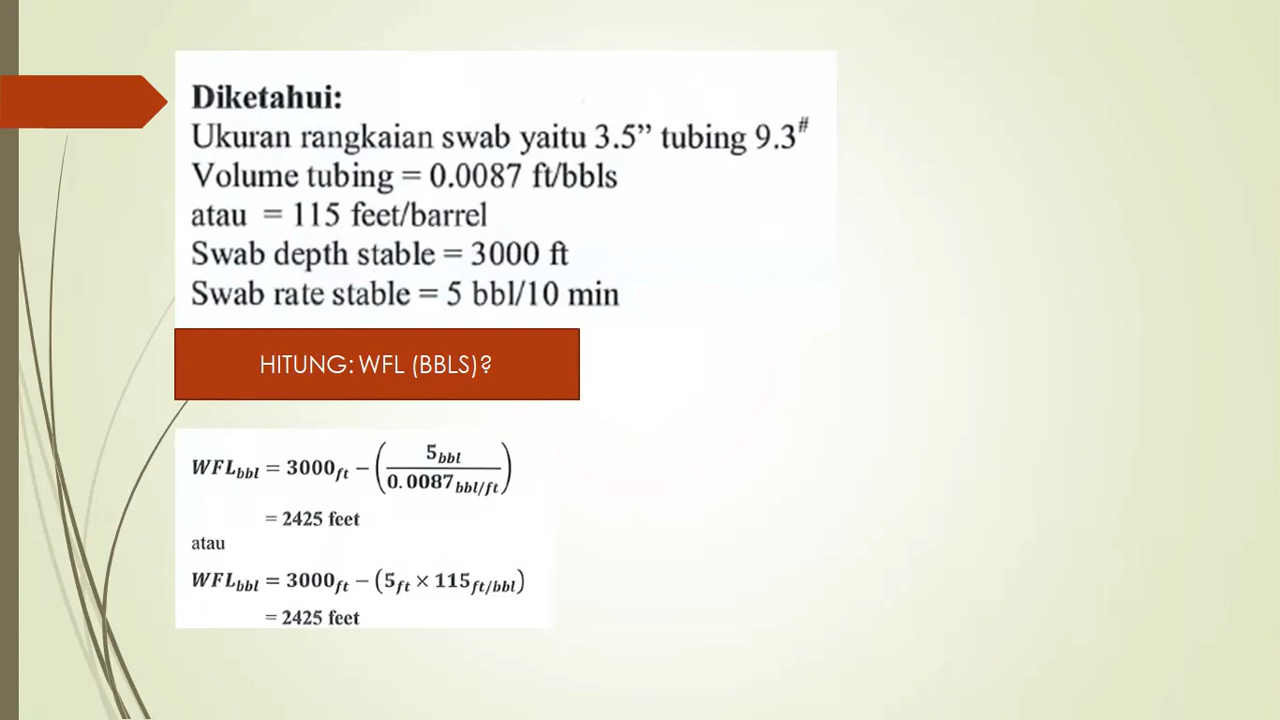 Diketahui:
Ukuran rangkaian swab yaitu 3.5” tubing 9.3#
Volume tubing = 0.0087 ft/bbls
atau = 115 feet/barrel
Swab depth stable = 3000 ft
Swab rate stable = 5 bbl/10 min
HITUNG: WFL (BBLS)?
WFLbbl = 3000ft − (5bbl / 0.0087bbl/ft)
= 2425 feet
atau
WFLbbl = 3000ft − (5ft × 115ft/bbl)
= 2425 feet